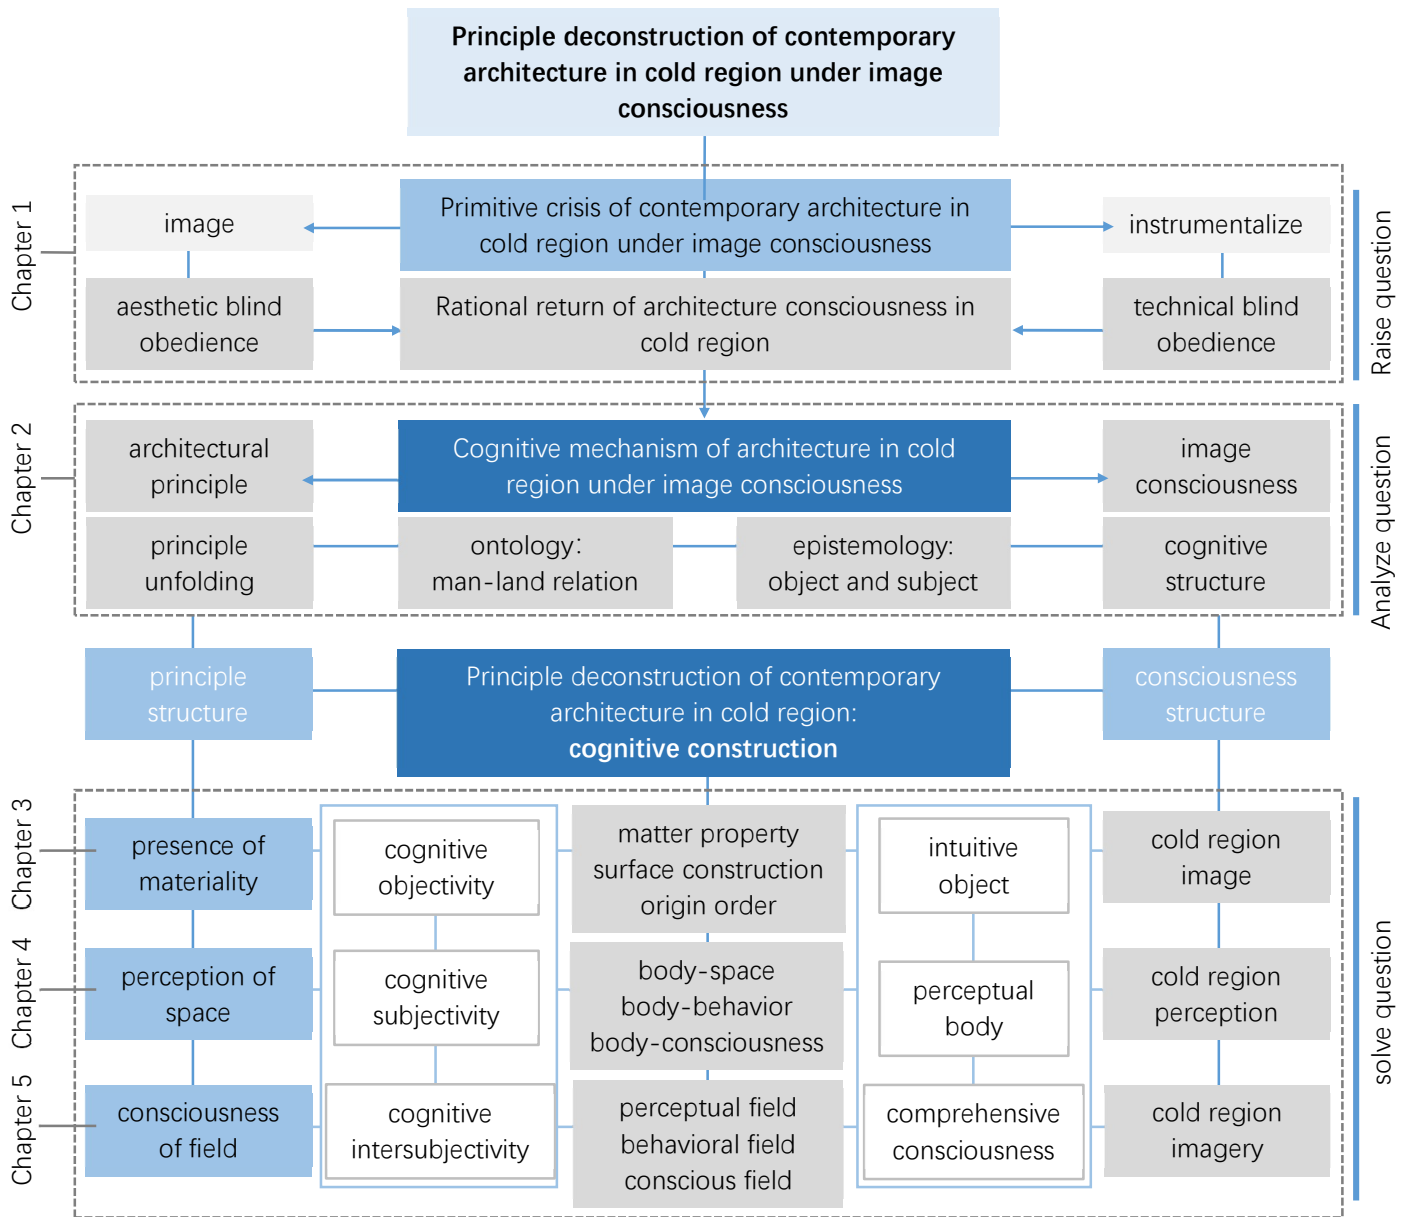 Principle deconstruction of contemporary
architecture in cold region under image
consciousness
Chapter 1
image
Primitive crisis of contemporary architecture in
cold region under image consciousness
instrumentalize
aesthetic blind
obedience
Rational return of architecture consciousness in
cold region
technical blind
obedience
Raise question
Chapter 2
architectural
principle
Cognitive mechanism of architecture in cold
region under image consciousness
image
consciousness
principle
unfolding
ontology:
man-land relation
epistemology:
object and subject
cognitive
structure
Analyze question
principle
structure
Principle deconstruction of contemporary
architecture in cold region:
cognitive construction
consciousness
structure
Chapter 3
presence of
materiality
cognitive
objectivity
matter property
surface construction
origin order
intuitive
object
cold region
image
Chapter 4
perception of
space
cognitive
subjectivity
body-space
body-behavior
body-consciousness
perceptual
body
cold region
perception
Chapter 5
consciousness
of field
cognitive
intersubjectivity
perceptual field
behavioral field
conscious field
comprehensive
consciousness
cold region
imagery
solve question